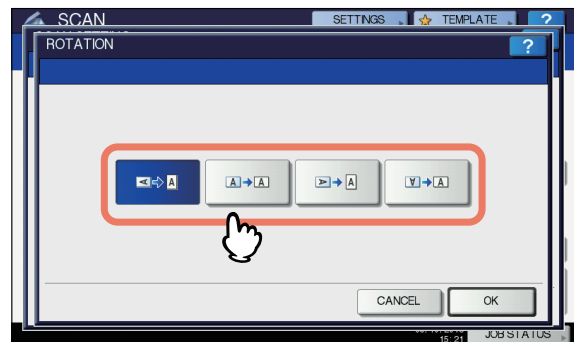 SCAN
SETTINGS
TEMPLATE
?
ROTATION
?
A A
A A
A A
A A
CANCEL
OK
15:21
JOB STATUS